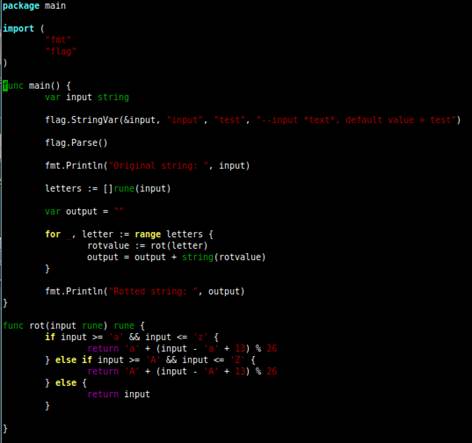 package main
import (
"fmt"
"flag"
)
func main() {
var input string
flag.StringVar(&input, "input", "test", "--input *text*, default value = test")
flag.Parse()
fmt.Println("Original string: ", input)
letters := []rune(input)
var output = ""
for _, letter := range letters {
rotvalue := rot(letter)
output = output + string(rotvalue)
}
fmt.Println("Rotted string: ", output)
}
func rot(input rune) rune {
if input >= 'a' && input <= 'z' {
return 'a' + (input - 'a' + 13) % 26
} else if input >= 'A' && input <= 'Z' {
return 'A' + (input - 'A' + 13) % 26
} else {
return input
}
}